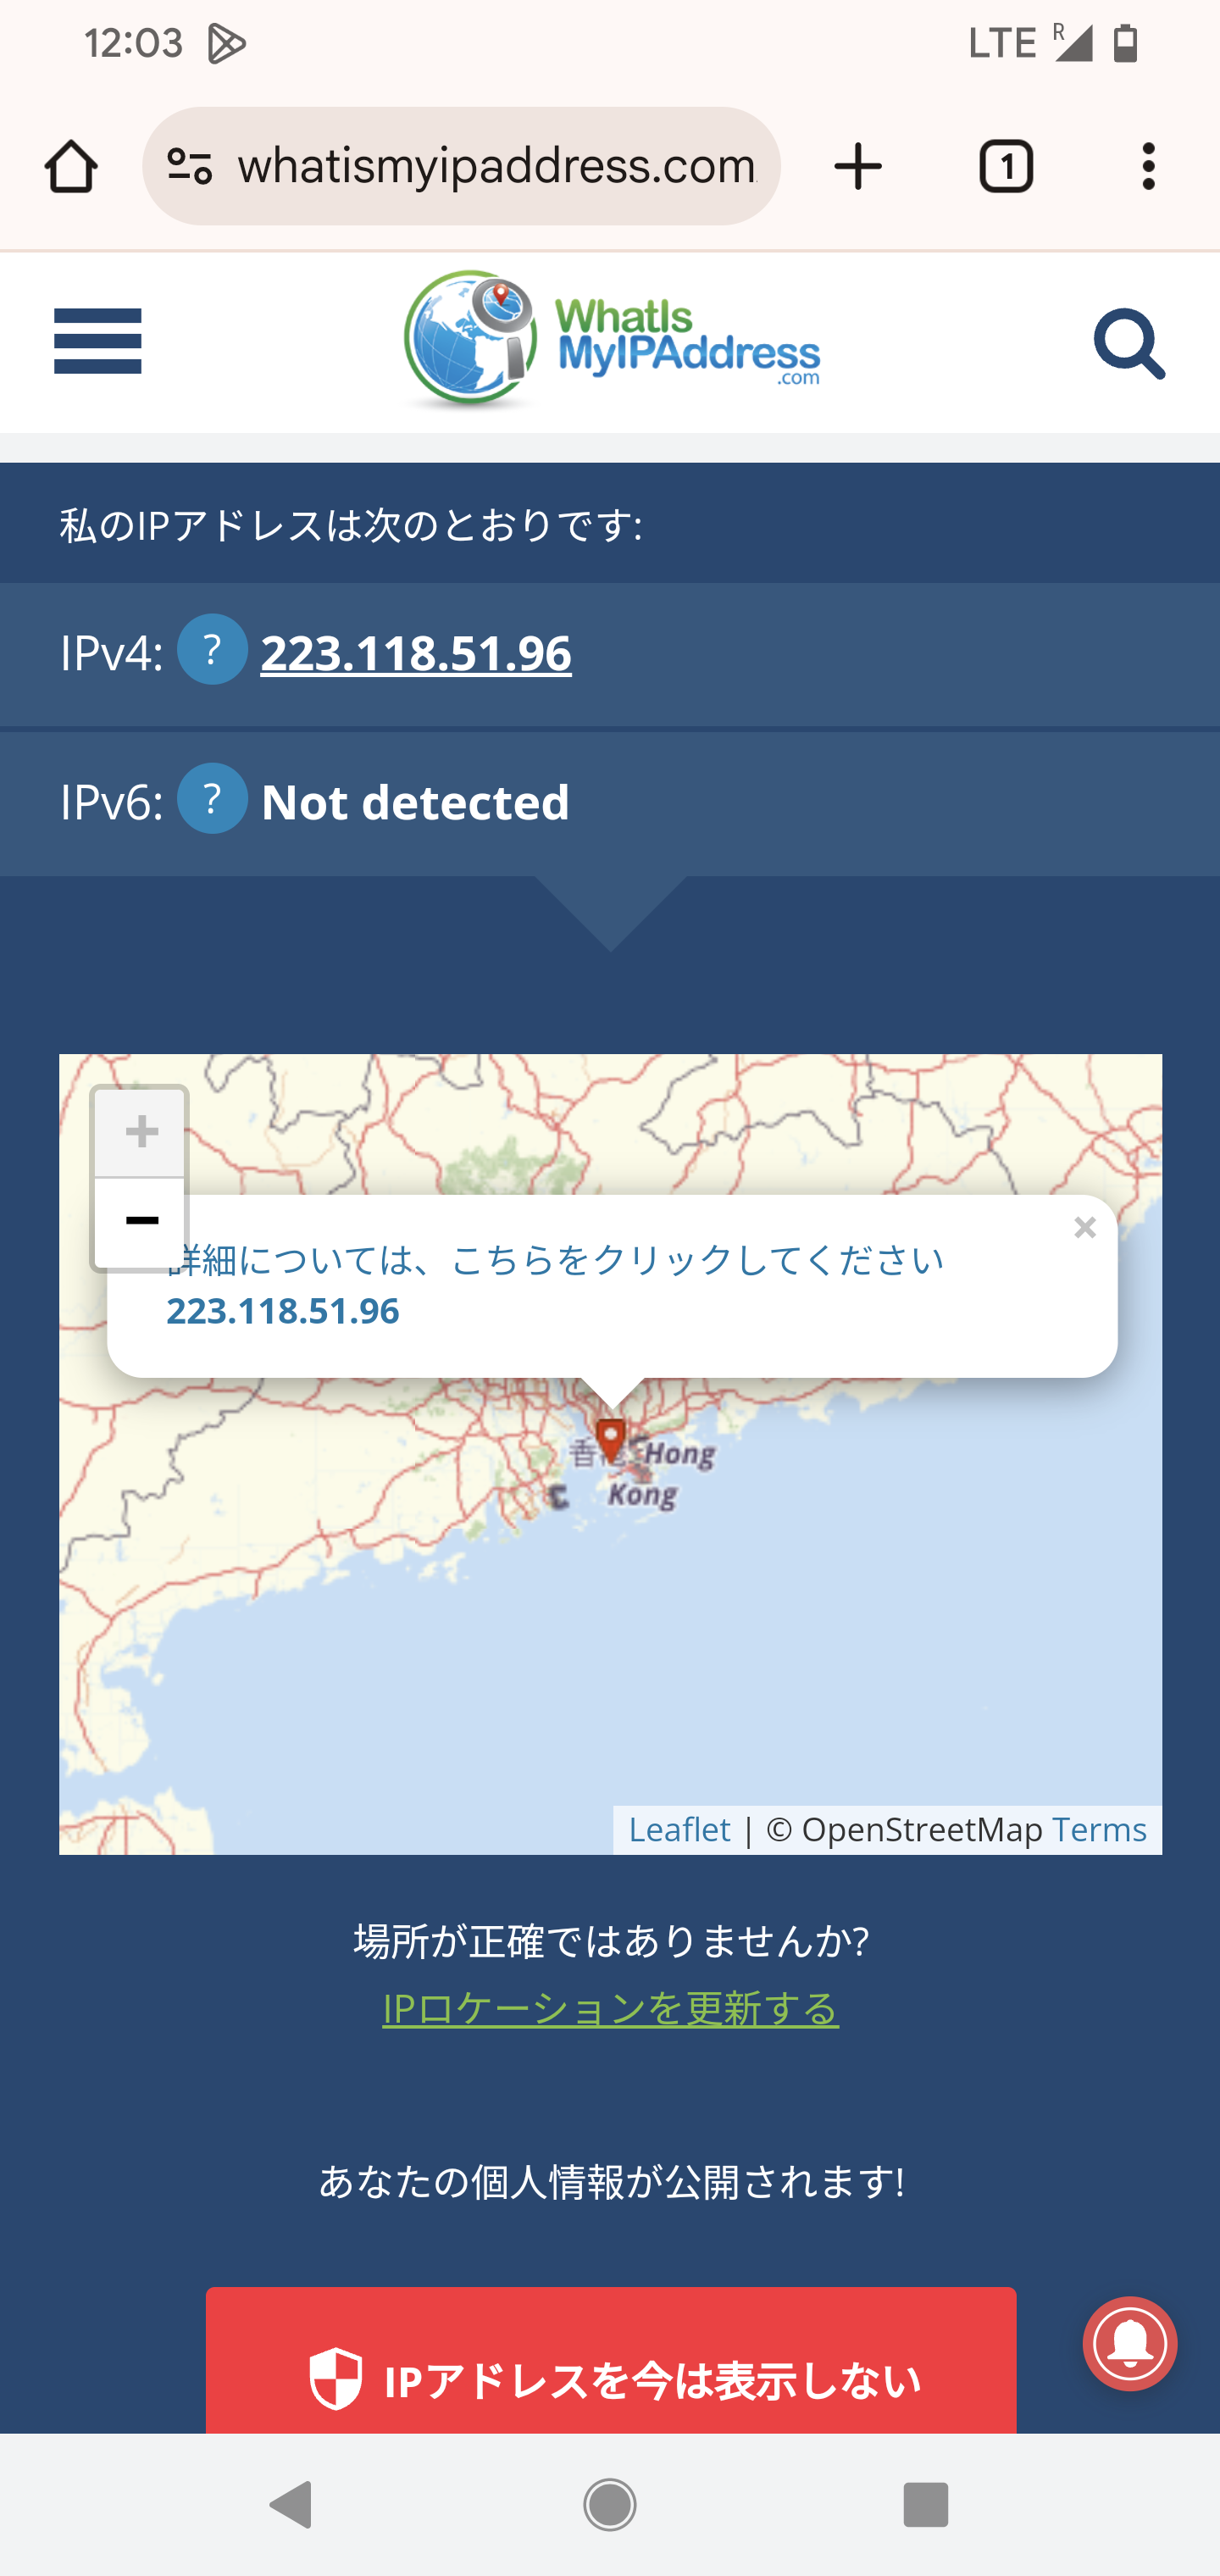 12:03
LTE R
whatismyipaddress.com
1
WhatIs
MyIPAddress
.com
私のIPアドレスは次のとおりです:
IPv4: ? 223.118.51.96
IPv6: ? Not detected
+
−
詳細については、こちらをクリックしてください
223.118.51.96
×
香港 Hong
Kong
Leaflet | © OpenStreetMap Terms
場所が正確ではありませんか?
IPロケーションを更新する
あなたの個人情報が公開されます!
IPアドレスを今は表示しない